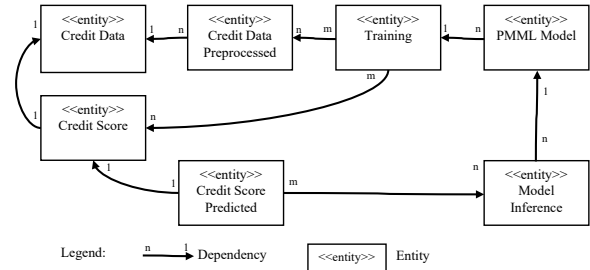 <<entity>>
Credit Data
1
1
n
<<entity>>
Credit Data
Preprocessed
n
m
<<entity>>
Training
1
n
<<entity>>
PMML Model
m
1
n
<<entity>>
Credit Score
1
n
1
1
<<entity>>
Credit Score
Predicted
m
n
<<entity>>
Model
Inference
Legend:
n
1
Dependency
<<entity>>
Entity